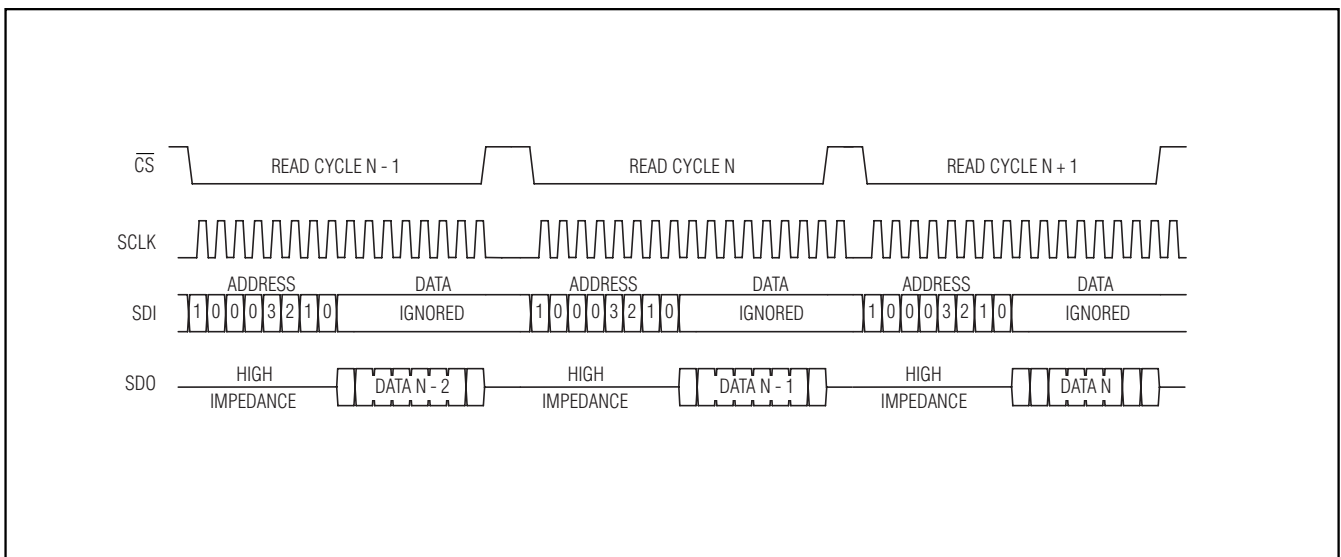 CS READ CYCLE N - 1 READ CYCLE N READ CYCLE N + 1
SCLK
ADDRESS DATA ADDRESS DATA ADDRESS DATA
SDI 1 0 0 0 3 2 1 0 IGNORED 1 0 0 0 3 2 1 0 IGNORED 1 0 0 0 3 2 1 0 IGNORED
SDO HIGH IMPEDANCE DATA N - 2 HIGH IMPEDANCE DATA N - 1 HIGH IMPEDANCE DATA N